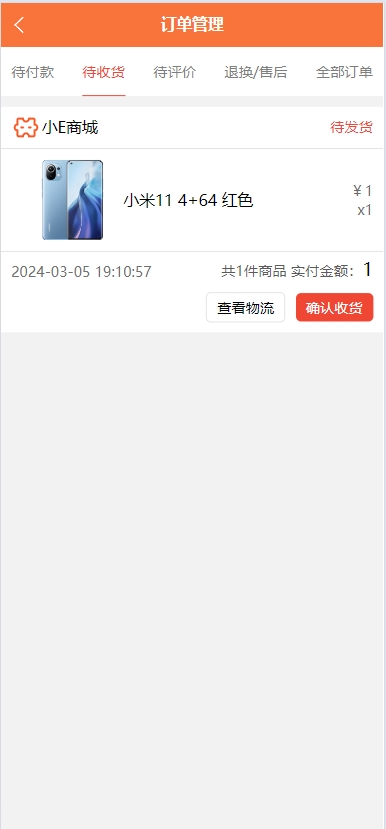 订单管理
待付款 待收货 待评价 退换/售后 全部订单
小E商城 待发货
小米11 4+64 红色 ¥1
x1
2024-03-05 19:10:57 共1件商品 实付金额：1
查看物流 确认收货